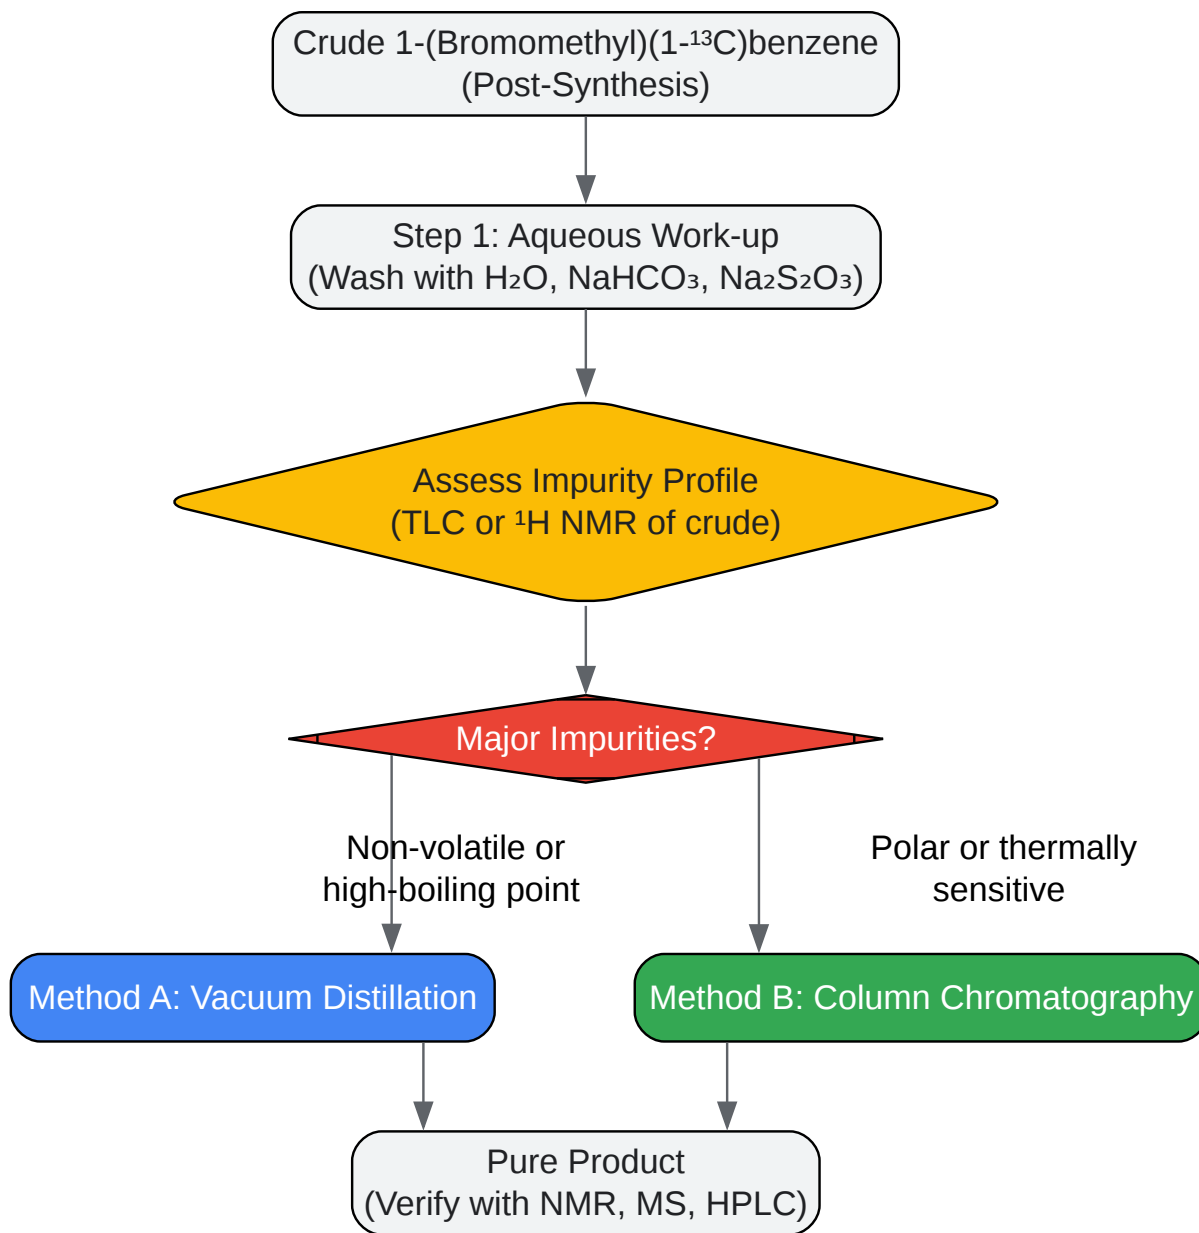 Crude 1-(Bromomethyl)(1-¹³C)benzene
(Post-Synthesis)
Step 1: Aqueous Work-up
(Wash with H₂O, NaHCO₃, Na₂S₂O₃)
Assess Impurity Profile
(TLC or ¹H NMR of crude)
Major Impurities?
Non-volatile or
high-boiling point
Polar or thermally
sensitive
Method A: Vacuum Distillation
Method B: Column Chromatography
Pure Product
(Verify with NMR, MS, HPLC)